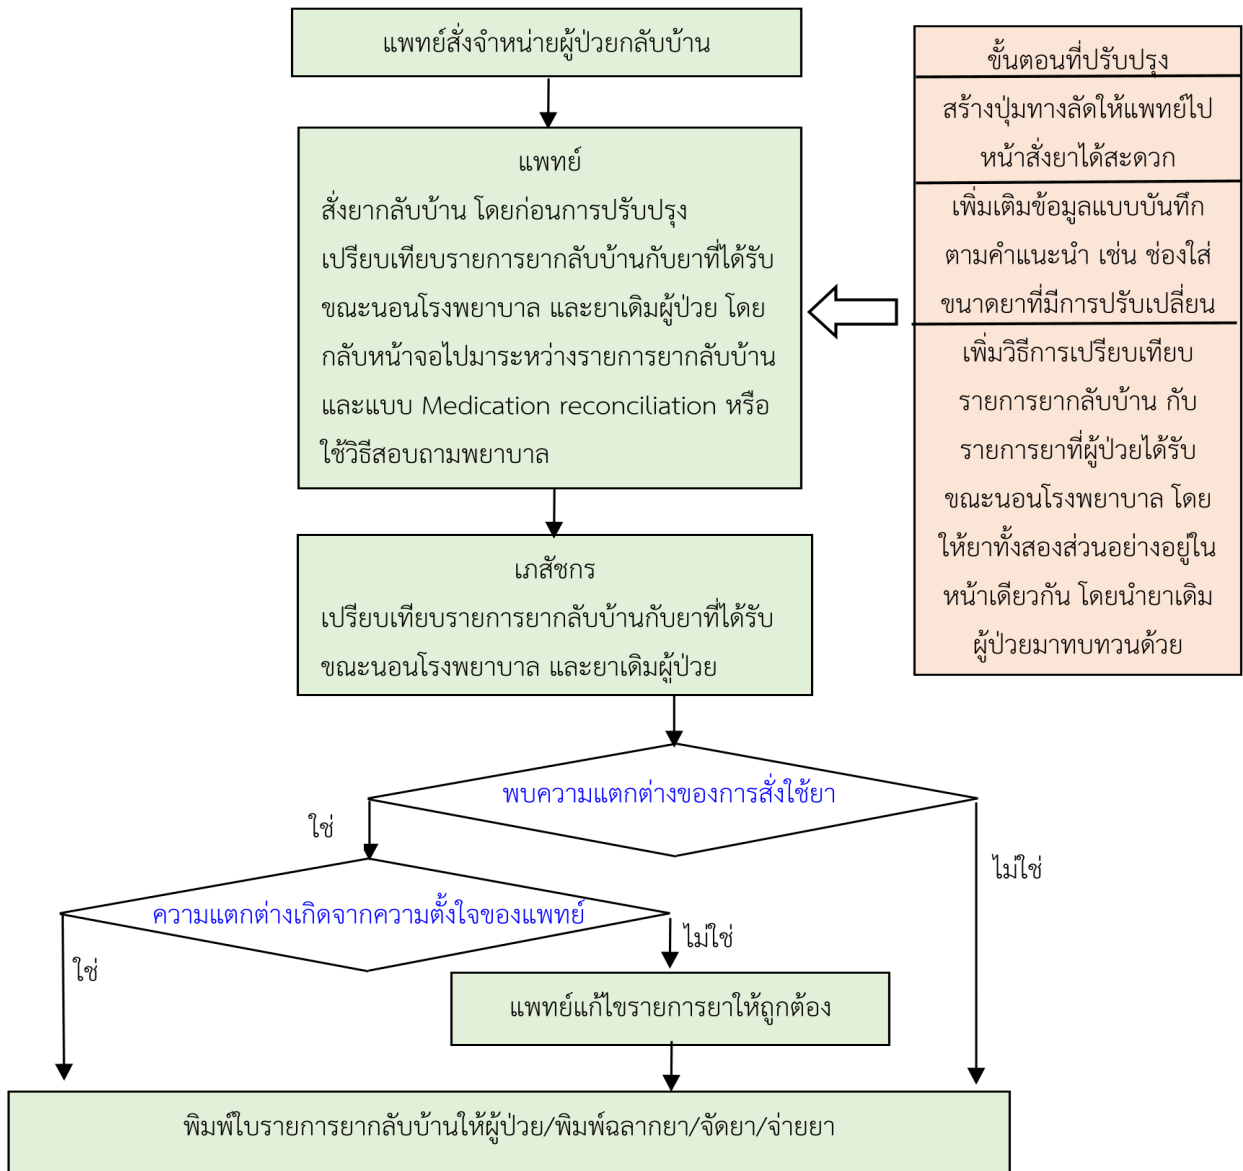 แพทย์สั่งจำหน่ายผู้ป่วยกลับบ้าน
แพทย์
สั่งยากลับบ้าน โดยก่อนการปรับปรุง
เปรียบเทียบรายการยากลับบ้านกับยาที่ได้รับ
ขณะนอนโรงพยาบาล และยาเดิมผู้ป่วย โดย
กลับหน้าจอไปมาระหว่างรายการยากลับบ้าน
และแบบ Medication reconciliation หรือ
ใช้วิธีสอบถามพยาบาล
ขั้นตอนที่ปรับปรุง
สร้างปุ่มทางลัดให้แพทย์ไป
หน้าสั่งยาได้สะดวก
เพิ่มเติมข้อมูลแบบบันทึก
ตามคำแนะนำ เช่น ช่องใส่
ขนาดยาที่มีการปรับเปลี่ยน
เพิ่มวิธีการเปรียบเทียบ
รายการยากลับบ้าน กับ
รายการยาที่ผู้ป่วยได้รับ
ขณะนอนโรงพยาบาล โดย
ให้ยาทั้งสองส่วนอย่างอยู่ใน
หน้าเดียวกัน โดยนำยาเดิม
ผู้ป่วยมาทบทวนด้วย
เภสัชกร
เปรียบเทียบรายการยากลับบ้านกับยาที่ได้รับ
ขณะนอนโรงพยาบาล และยาเดิมผู้ป่วย
พบความแตกต่างของการสั่งใช้ยา
ใช่
ไม่ใช่
ความแตกต่างเกิดจากความตั้งใจของแพทย์
ใช่
ไม่ใช่
แพทย์แก้ไขรายการยาให้ถูกต้อง
พิมพ์ใบรายการยากลับบ้านให้ผู้ป่วย/พิมพ์ฉลากยา/จัดยา/จ่ายยา